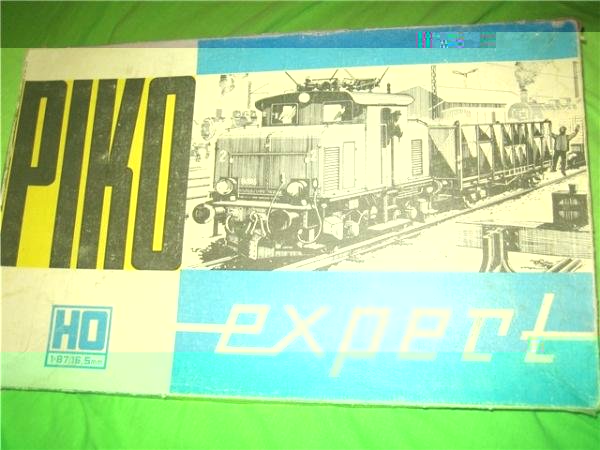 PIKO
HO
1:87/16,5mm
expert